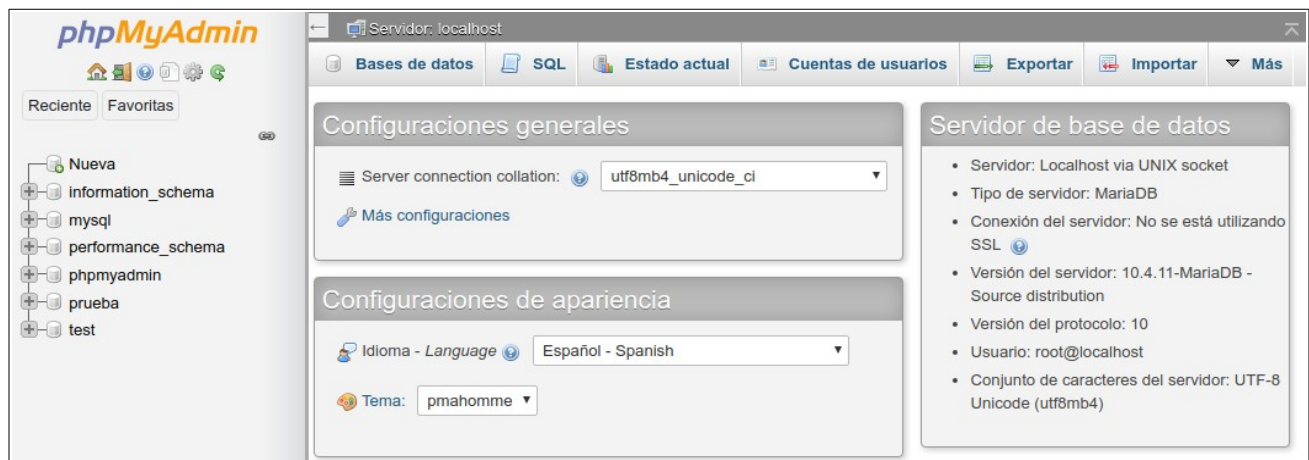 phpMyAdmin
Reciente Favoritas
Nueva
information_schema
mysql
performance_schema
phpmyadmin
prueba
test
Servidor: localhost
Bases de datos SQL Estado actual Cuentas de usuarios Exportar Importar Más
Configuraciones generales
Server connection collation: utf8mb4_unicode_ci
Más configuraciones
Configuraciones de apariencia
Idioma - Language Español - Spanish
Tema: pmahomme
Servidor de base de datos
• Servidor: Localhost via UNIX socket
• Tipo de servidor: MariaDB
• Conexión del servidor: No se está utilizando
SSL
• Versión del servidor: 10.4.11-MariaDB -
Source distribution
• Versión del protocolo: 10
• Usuario: root@localhost
• Conjunto de caracteres del servidor: UTF-8
Unicode (utf8mb4)